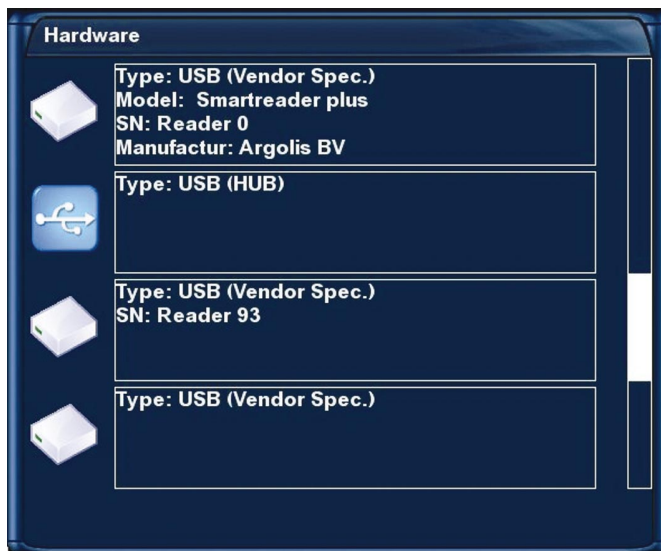 Hardware
Type: USB (Vendor Spec.)
Model: Smartreader plus
SN: Reader 0
Manufactur: Argolis BV
Type: USB (HUB)
Type: USB (Vendor Spec.)
SN: Reader 93
Type: USB (Vendor Spec.)